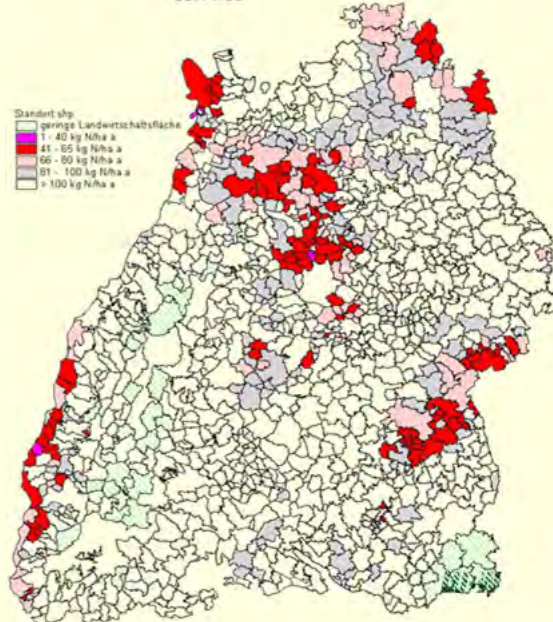 Standort.shp
geringe Landwirtschaftsfläche
1 - 40 kg N/ha a
41 - 65 kg N/ha a
66 - 80 kg N/ha a
81 - 100 kg N/ha a
> 100 kg N/ha a